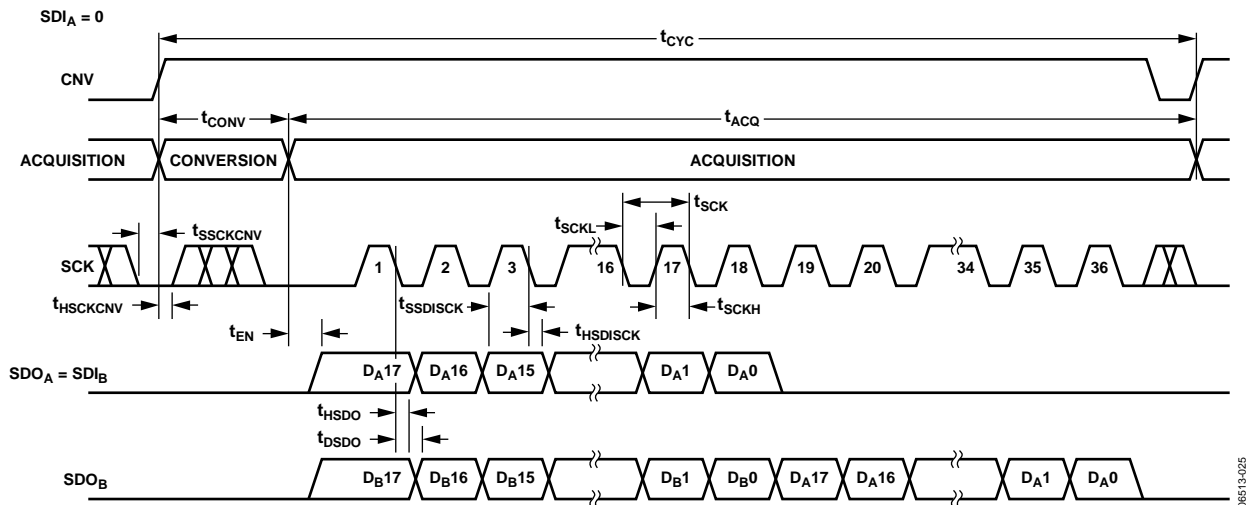 SDIA = 0
tCYC
CNV
tCONV
tACQ
ACQUISITION CONVERSION ACQUISITION
tSCK
tSCKL
tSSCKCNV
SCK 1 2 3 16 17 18 19 20 34 35 36
tHSCKCNV tSSDISCK tSCKH
tEN tHSDISCK
SDOA = SDIB DA17 DA16 DA15 DA1 DA0
tHSDO
tDSDO
SDOB DB17 DB16 DB15 DB1 DB0 DA17 DA16 DA1 DA0
06513-025